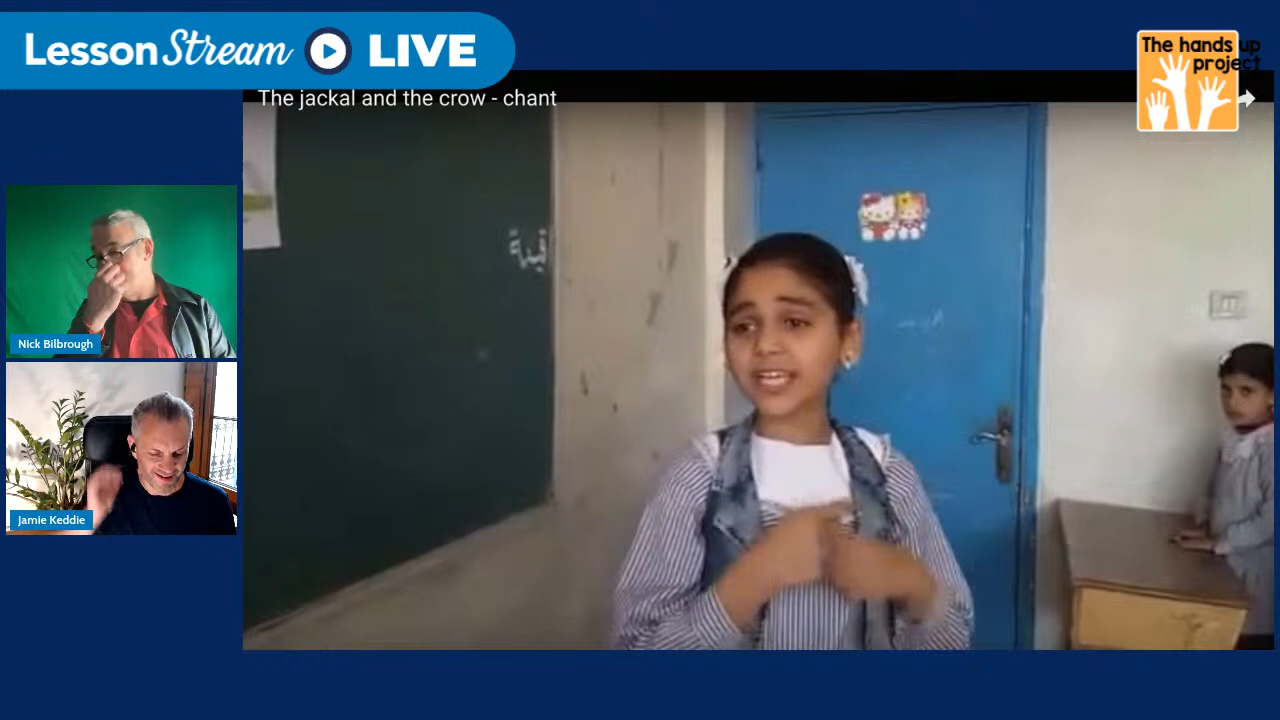 LessonStream LIVE
The hands up
project
The jackal and the crow - chant
Nick Bilbrough
Jamie Keddie